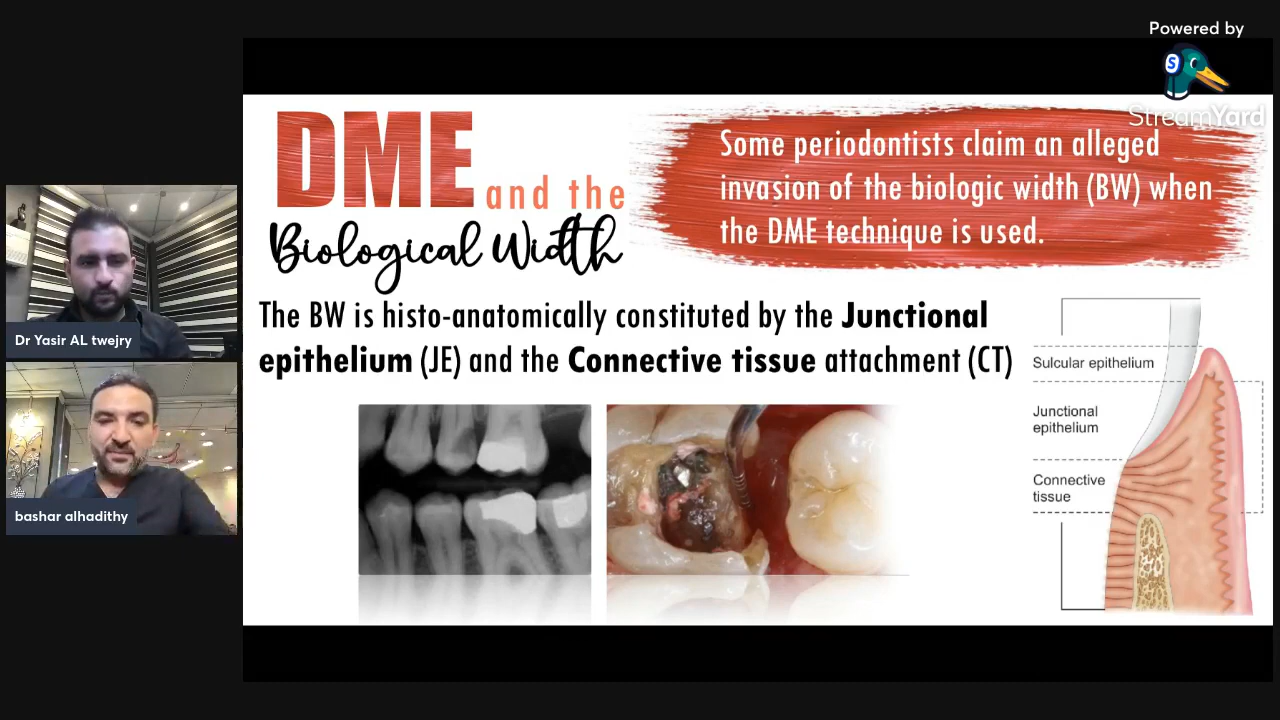 Powered by
S
StreamYard
DME and the
Biological Width
Some periodontists claim an alleged
invasion of the biologic width (BW) when
the DME technique is used.
The BW is histo-anatomically constituted by the Junctional
epithelium (JE) and the Connective tissue attachment (CT)
Sulcular epithelium
Junctional
epithelium
Connective
tissue
Dr Yasir AL twejry
bashar alhadithy